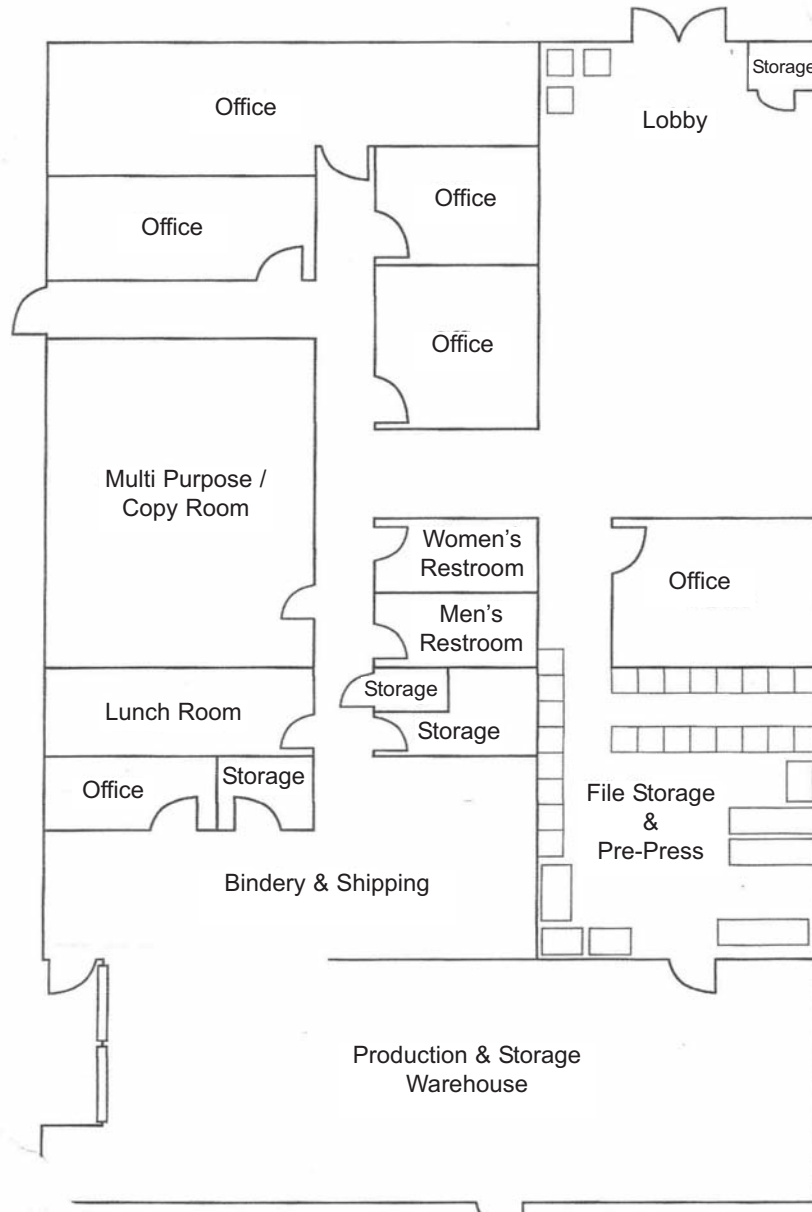 Office
Storage
Lobby
Office
Office
Office
Multi Purpose /
Copy Room
Women's
Restroom
Office
Men's
Restroom
Storage
Lunch Room
Storage
Office
Storage
File Storage
&
Pre-Press
Bindery & Shipping
Production & Storage
Warehouse